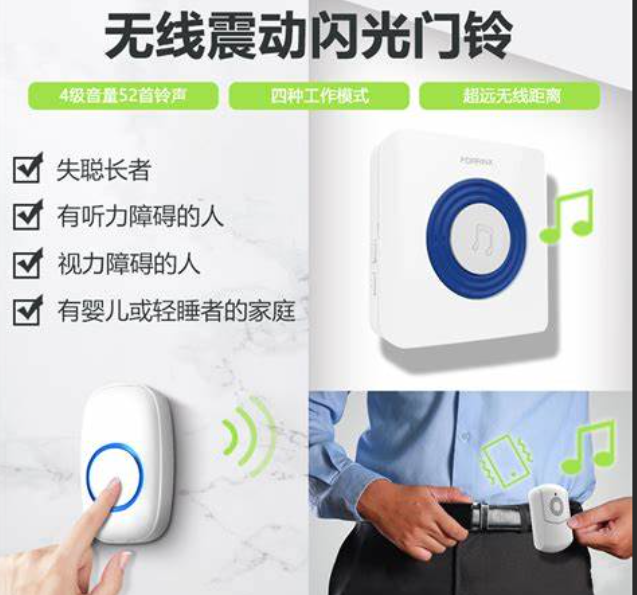 无线震动闪光门铃
4级音量52首铃声
四种工作模式
超远无线距离
失聪长者
有听力障碍的人
视力障碍的人
有婴儿或轻睡者的家庭